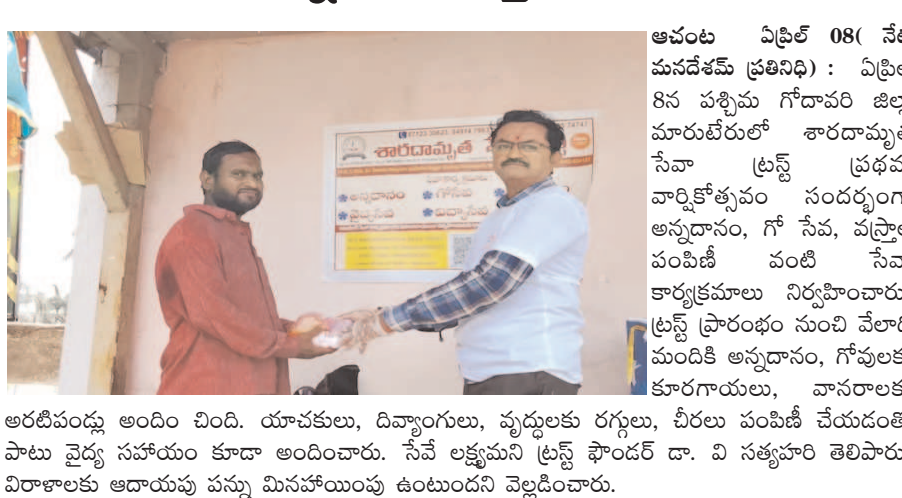 శారదామృత
అన్నదానం గోసేవ
వైద్యసేవ విద్యాసేవ
ఆచంట ఏప్రిల్ 08(
మనదేశమ్ ప్రతినిధి) : ఏప్రిల్
8న పశ్చిమ గోదావరి జిల్లా
మారుటేరులో శారదామృత
సేవా ట్రస్ట్ ప్రథమ
వార్షికోత్సవం సందర్భంగా
అన్నదానం, గో సేవ, వస్త్రాల
పంపిణీ వంటి సేవా
కార్యక్రమాలు నిర్వహించారు
ట్రస్ట్ ప్రారంభం నుంచి వేలాది
మందికి అన్నదానం, గోవులకు
కూరగాయలు, వానరాలకు
అరటిపండ్లు అందిం చింది. యాచకులు, దివ్యాంగులు, వృద్ధులకు రగ్గులు, చీరలు పంపిణీ చేయడంతో
పాటు వైద్య సహాయం కూడా అందించారు. సేవే లక్ష్యమని ట్రస్ట్ ఫౌండర్ డా. వి సత్యహరి తెలిపారు
విరాళాలకు ఆదాయపు పన్ను మినహాయింపు ఉంటుందని వెల్లడించారు.